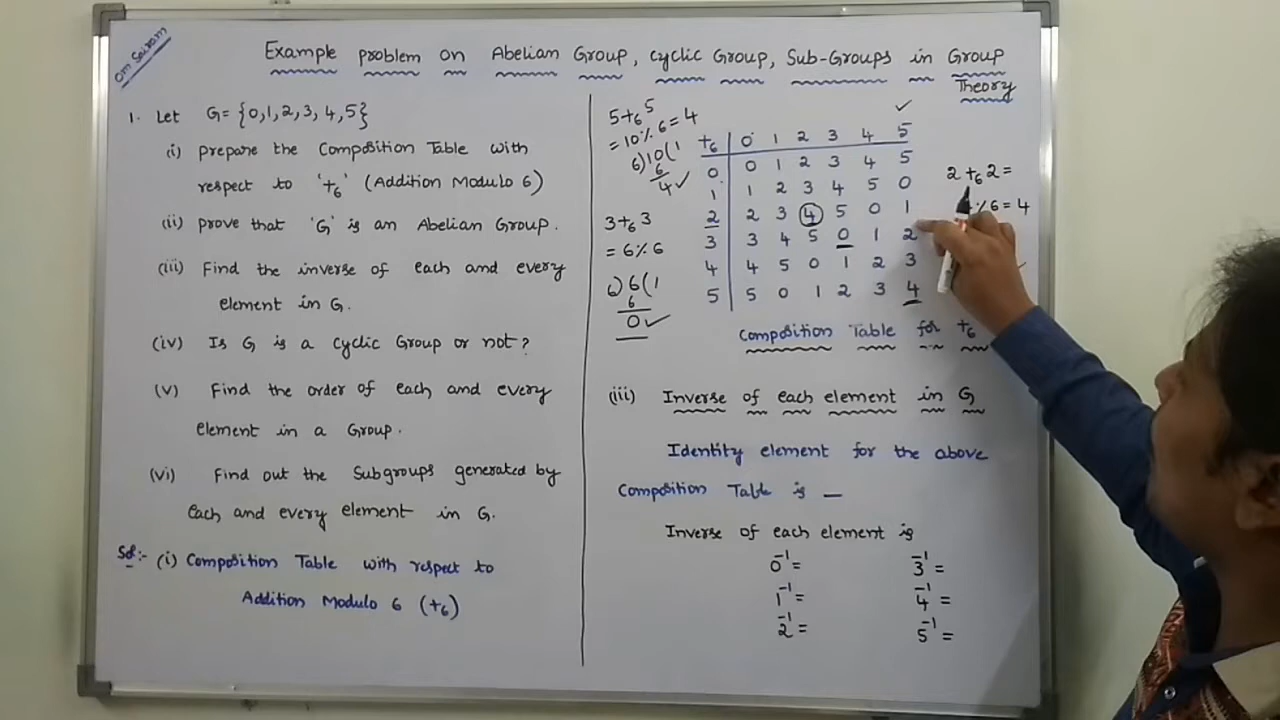 Om Sairam
Example problem on Abelian Group, Cyclic Group, Sub-Groups in Group
Theory
1. Let G = {0,1,2,3,4,5}
(i) prepare the Composition Table with
respect to '+₆' (Addition Modulo 6)
(ii) prove that 'G' is an Abelian Group.
(iii) Find the inverse of each and every
element in G.
(iv) Is G is a cyclic Group or not?
(v) Find the order of each and every
element in a Group.
(vi) Find out the Subgroups generated by
Each and every element in G.
Sol:- (i) Composition Table with respect to
Addition Modulo 6 (+₆)
5 +₆ 5
= 10 % 6 = 4
6) 10 (1
6
4 ✓
3 +₆ 3
= 6 % 6
6) 6 (1
6
0 ✓
✓
+₆ 0 1 2 3 4 5
0 0 1 2 3 4 5
1 1 2 3 4 5 0
2 2 3 4 5 0 1
3 3 4 5 0 1 2
4 4 5 0 1 2 3
5 5 0 1 2 3 4
2 +₆ 2 =
% 6 = 4
Composition Table for +₆
(iii) Inverse of each element in G
Identity element for the above
Composition Table is _
Inverse of each element is
0⁻¹ = 3⁻¹ =
1⁻¹ = 4⁻¹ =
2⁻¹ = 5⁻¹ =